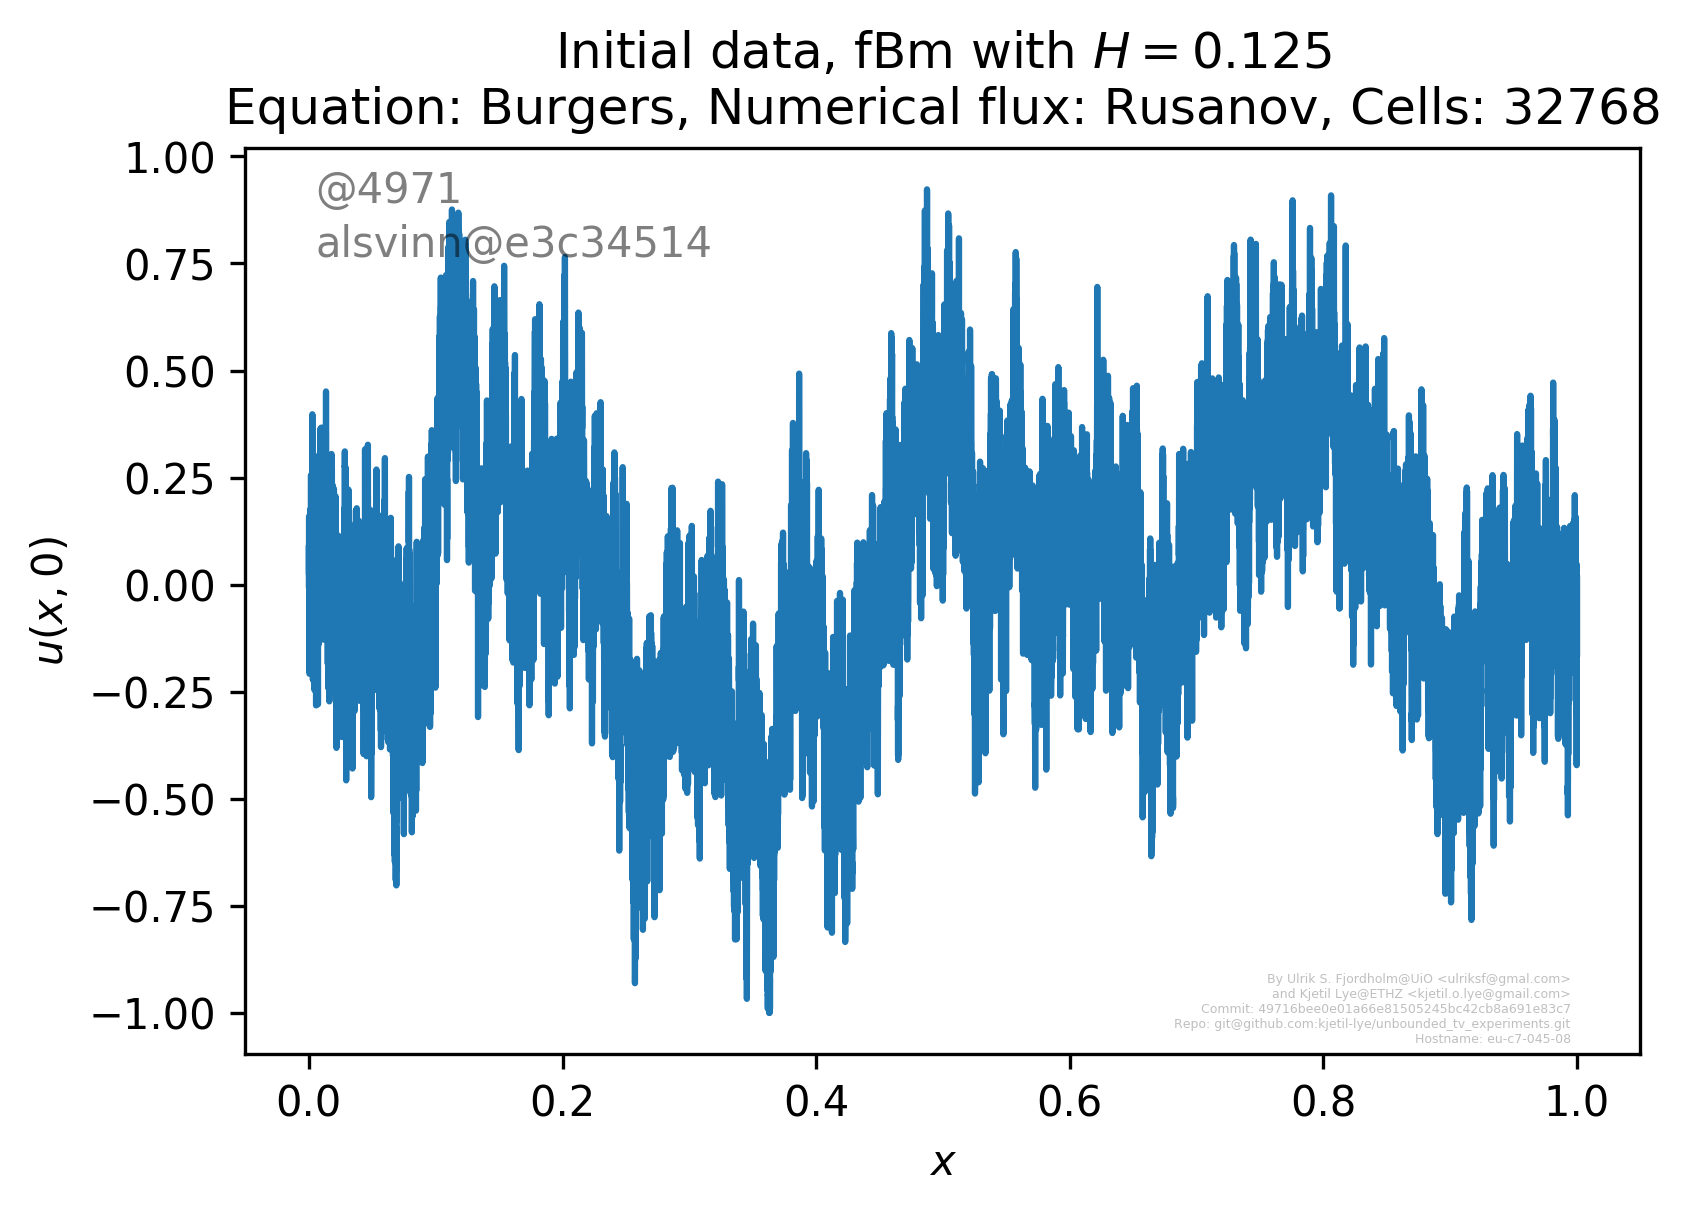 Initial data, fBm with H = 0.125
Equation: Burgers, Numerical flux: Rusanov, Cells: 32768
1.00
0.75
0.50
0.25
0.00
−0.25
−0.50
−0.75
−1.00
u(x, 0)
@4971
alsvinn@e3c34514
By Ulrik S. Fjordholm@UiO <ulriksf@gmal.com>
and Kjetil Lye@ETHZ <kjetil.o.lye@gmail.com>
Commit: 49716bee0e01a66e81505245bc42cb8a691e83c7
Repo: git@github.com:kjetil-lye/unbounded_tv_experiments.git
Hostname: eu-c7-045-08
0.0 0.2 0.4 0.6 0.8 1.0
x